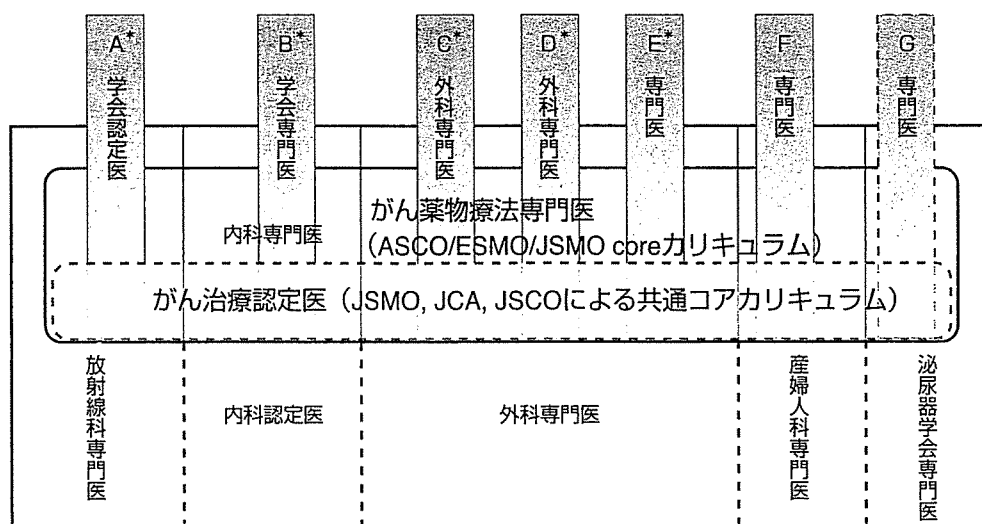 A*
学会認定医
B*
学会専門医
C*
外科専門医
D*
外科専門医
E*
専門医
F
専門医
G
専門医
内科専門医
がん薬物療法専門医
(ASCO/ESMO/JSMO coreカリキュラム)
がん治療認定医(JSMO, JCA, JSCOによる共通コアカリキュラム)
放射線科専門医
内科認定医
外科専門医
産婦人科専門医
泌尿器学会専門医